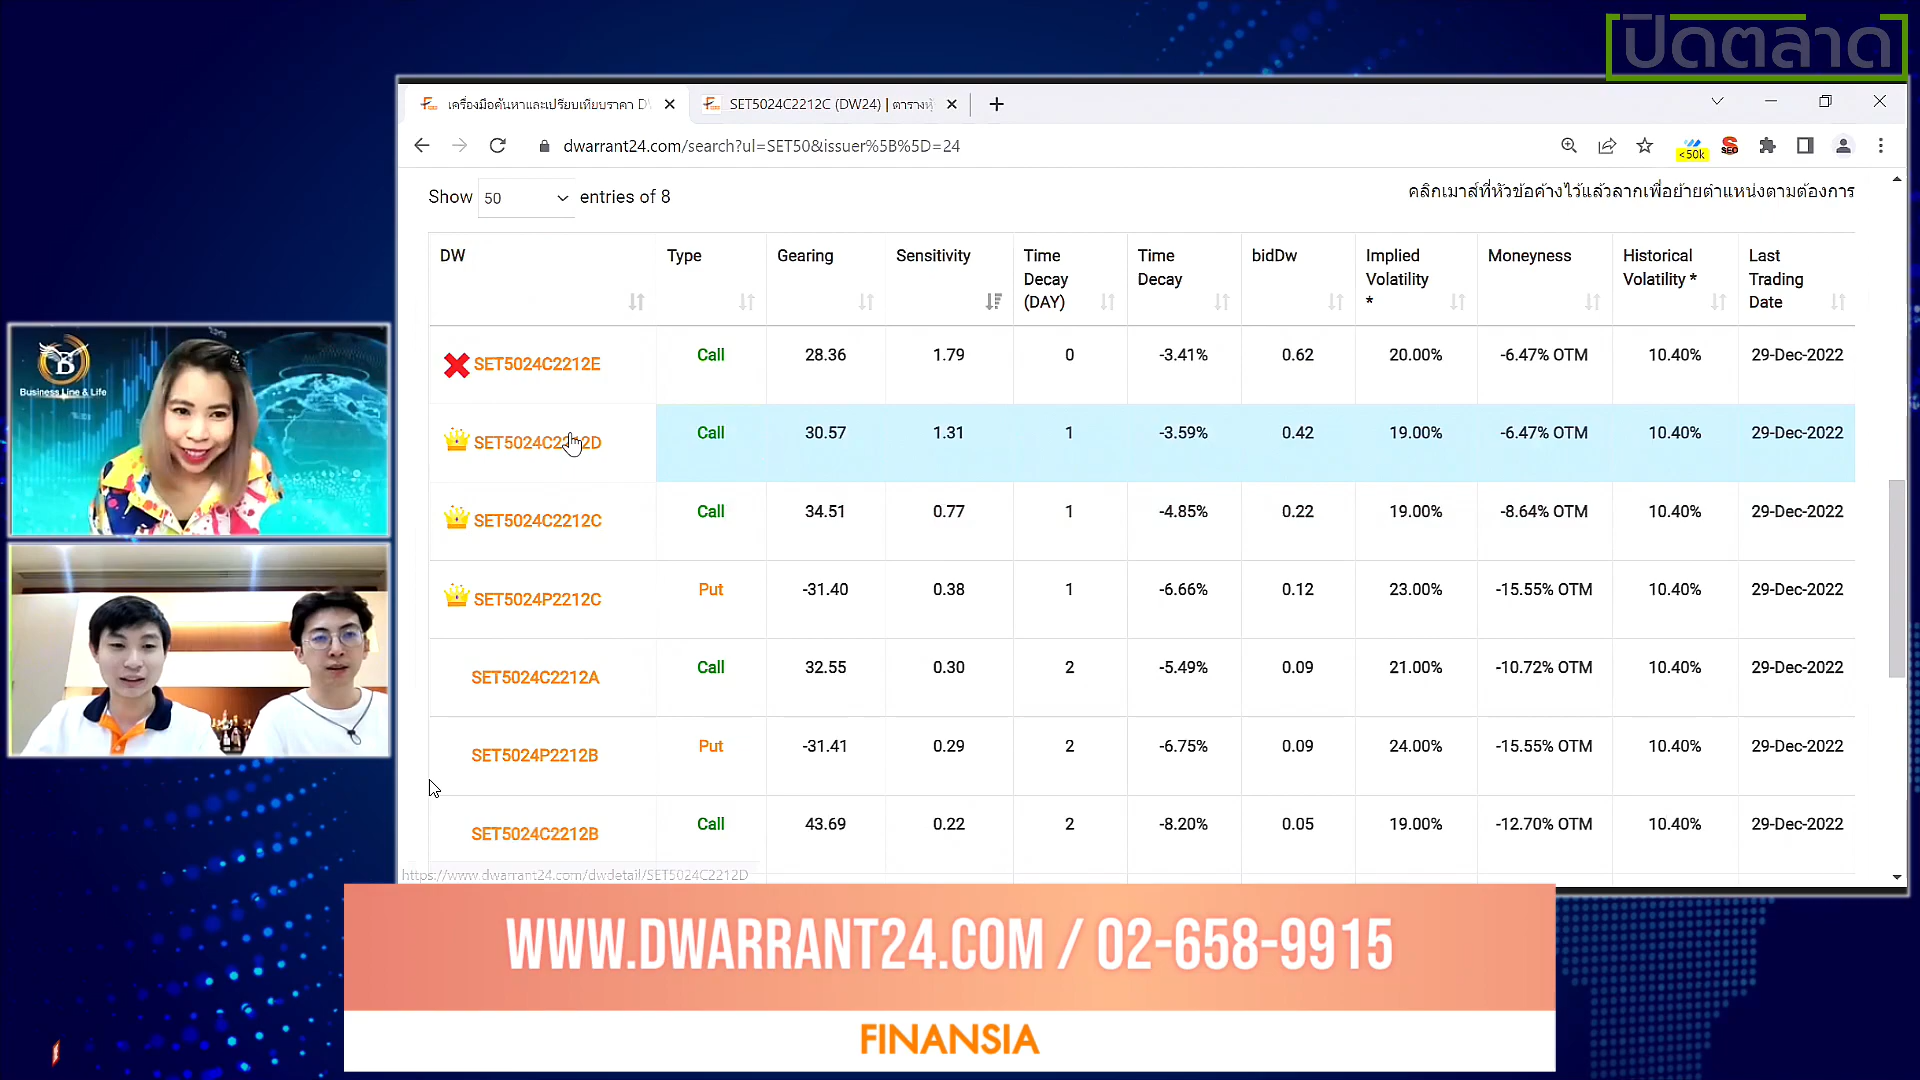 ปิดตลาด
เครื่องมือค้นหาและเปรียบเทียบราคา DW
SET5024C2212C (DW24) | ตารางหุ้
dwarrant24.com/search?ul=SET50&issuer%5B%5D=24
<50k
SEO
Show 50 entries of 8
คลิกเมาส์ที่หัวข้อค้างไว้แล้วลากเพื่อย้ายตำแหน่งตามต้องการ
DW Type Gearing Sensitivity Time Decay (DAY) Time Decay bidDw Implied Volatility * Moneyness Historical Volatility * Last Trading Date
SET5024C2212E Call 28.36 1.79 0 -3.41% 0.62 20.00% -6.47% OTM 10.40% 29-Dec-2022
SET5024C2212D Call 30.57 1.31 1 -3.59% 0.42 19.00% -6.47% OTM 10.40% 29-Dec-2022
SET5024C2212C Call 34.51 0.77 1 -4.85% 0.22 19.00% -8.64% OTM 10.40% 29-Dec-2022
SET5024P2212C Put -31.40 0.38 1 -6.66% 0.12 23.00% -15.55% OTM 10.40% 29-Dec-2022
SET5024C2212A Call 32.55 0.30 2 -5.49% 0.09 21.00% -10.72% OTM 10.40% 29-Dec-2022
SET5024P2212B Put -31.41 0.29 2 -6.75% 0.09 24.00% -15.55% OTM 10.40% 29-Dec-2022
SET5024C2212B Call 43.69 0.22 2 -8.20% 0.05 19.00% -12.70% OTM 10.40% 29-Dec-2022
https://www.dwarrant24.com/dwdetail/SET5024C2212D
B
Business Line & Life
WWW.DWARRANT24.COM / 02-658-9915
FINANSIA